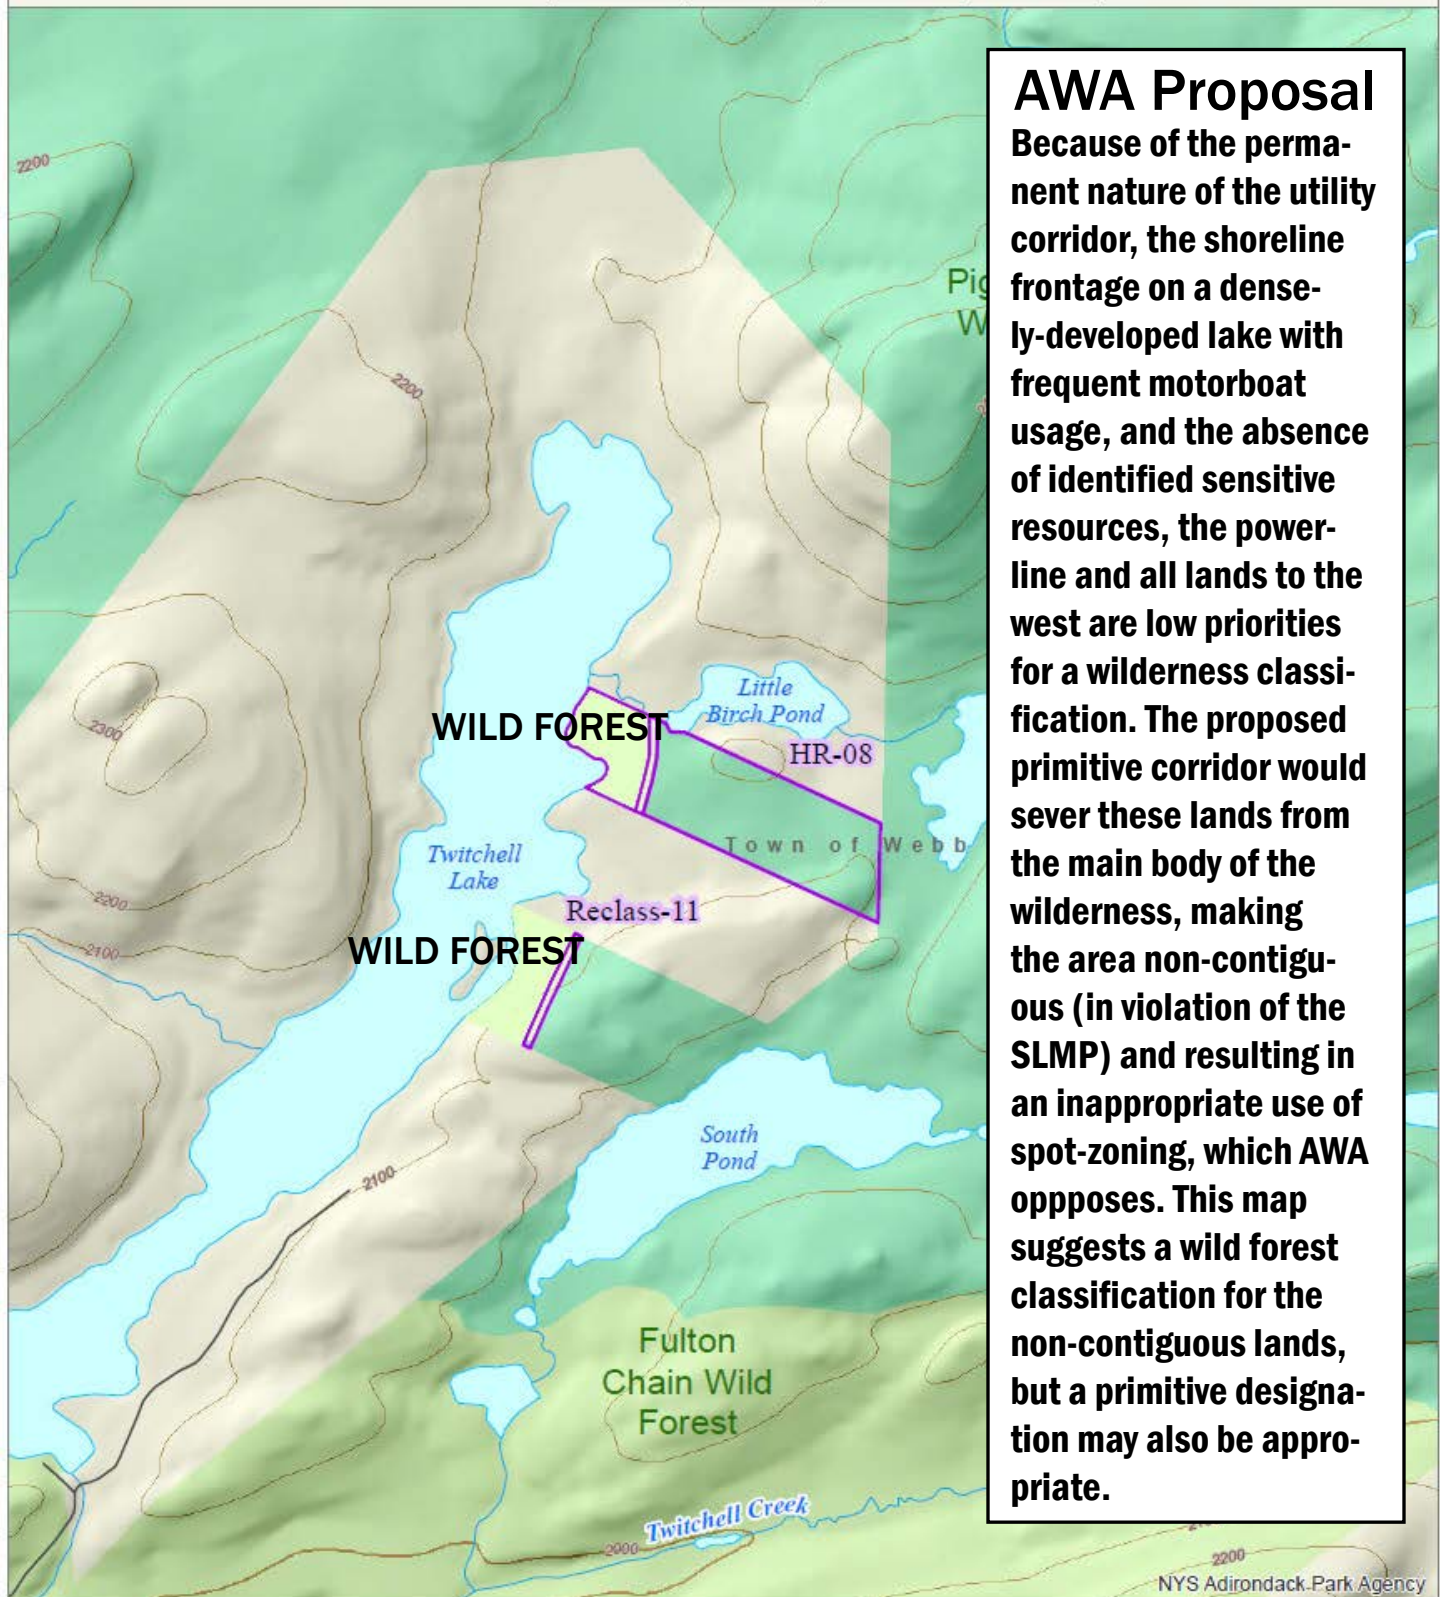 AWA Proposal
Because of the perma-
nent nature of the utility
corridor, the shoreline
frontage on a dense-
ly-developed lake with
frequent motorboat
usage, and the absence
of identified sensitive
resources, the power-
line and all lands to the
west are low priorities
for a wilderness classi-
fication. The proposed
primitive corridor would
sever these lands from
the main body of the
wilderness, making
the area non-contigu-
ous (in violation of the
SLMP) and resulting in
an inappropriate use of
spot-zoning, which AWA
oppposes. This map
suggests a wild forest
classification for the
non-contiguous lands,
but a primitive designa-
tion may also be appro-
priate.
2200
Pig
W
2200
Little
Birch Pond
WILD FOREST
2300
HR-08
Town of Webb
Twitchell
Lake
2200
Reclass-11
2100
WILD FOREST
South
Pond
2100
Fulton
Chain Wild
Forest
Twitchell Creek
2000
2200
NYS Adirondack Park Agency